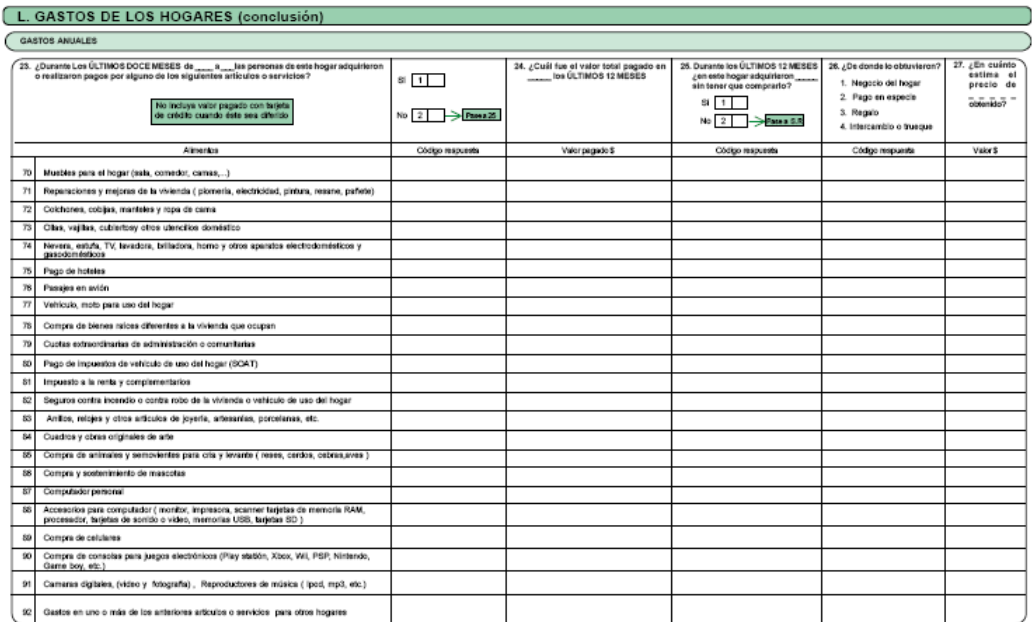 L. GASTOS DE LOS HOGARES (conclusión)
GASTOS ANUALES
23. ¿Durante Los ÚLTIMOS DOCE MESES de ____ a ___las personas de este hogar adquirieron
o realizaron pagos por alguno de los siguientes artículos o servicios?
No incluya valor pagado con tarjeta
de crédito cuando éste sea diferido
SI 1
No 2 Pase a 25
24. ¿Cuál fue el valor total pagado en
_____ los ÚLTIMOS 12 MESES
25. Durante los ÚLTIMOS 12 MESES
¿en este hogar adquirieron _____
sin tener que comprarlo?
SI 1
No 2 Pase a S.R
26. ¿De donde lo obtuvieron?
1. Negocio del hogar
2. Pago en especie
3. Regalo
4. Intercambio o trueque
27. ¿En cuánto
estima el
precio de
_ _ _ _ _
obtenido?
Alimentos
Código respuesta
Valor pagado $
Código respuesta
Código respuesta
Valor $
70 Muebles para el hogar (sala, comedor, camas,...)
71 Reparaciones y mejoras de la vivienda ( plomería, electricidad, pintura, resane, pañete)
72 Colchones, cobijas, manteles y ropa de cama
73 Ollas, vajillas, cubiertosy otros utencilios doméstico
74 Nevera, estufa, TV, lavadora, brilladora, horno y otros aparatos electrodomésticos y
gasodomésticos
75 Pago de hoteles
76 Pasajes en avión
77 Vehículo, moto para uso del hogar
78 Compra de bienes raíces diferentes a la vivienda que ocupan
79 Cuotas extraordinarias de administración o comunitarias
80 Pago de impuestos de vehículo de uso del hogar (SOAT)
81 Impuesto a la renta y complementarios
82 Seguros contra incendio o contra robo de la vivienda o vehículo de uso del hogar
83 Anillos, relojes y otros artículos de joyería, artesanías, porcelanas, etc.
84 Cuadros y obras originales de arte
85 Compra de animales y semovientes para cría y levante ( reses, cerdos, cebras,aves )
86 Compra y sostenimiento de mascotas
87 Computador personal
88 Accesorios para computador ( monitor, impresora, scanner tarjetas de memoria RAM,
procesador, tarjetas de sonido o video, memorias USB, tarjetas SD )
89 Compra de celulares
90 Compra de consolas para juegos electrónicos (Play statión, Xbox, Wil, PSP, Nintendo,
Game boy, etc.)
91 Camaras digitales, (video y fotografía) , Reproductores de música ( Ipod, mp3, etc.)
92 Gastos en uno o más de los anteriores artículos o servicios para otros hogares